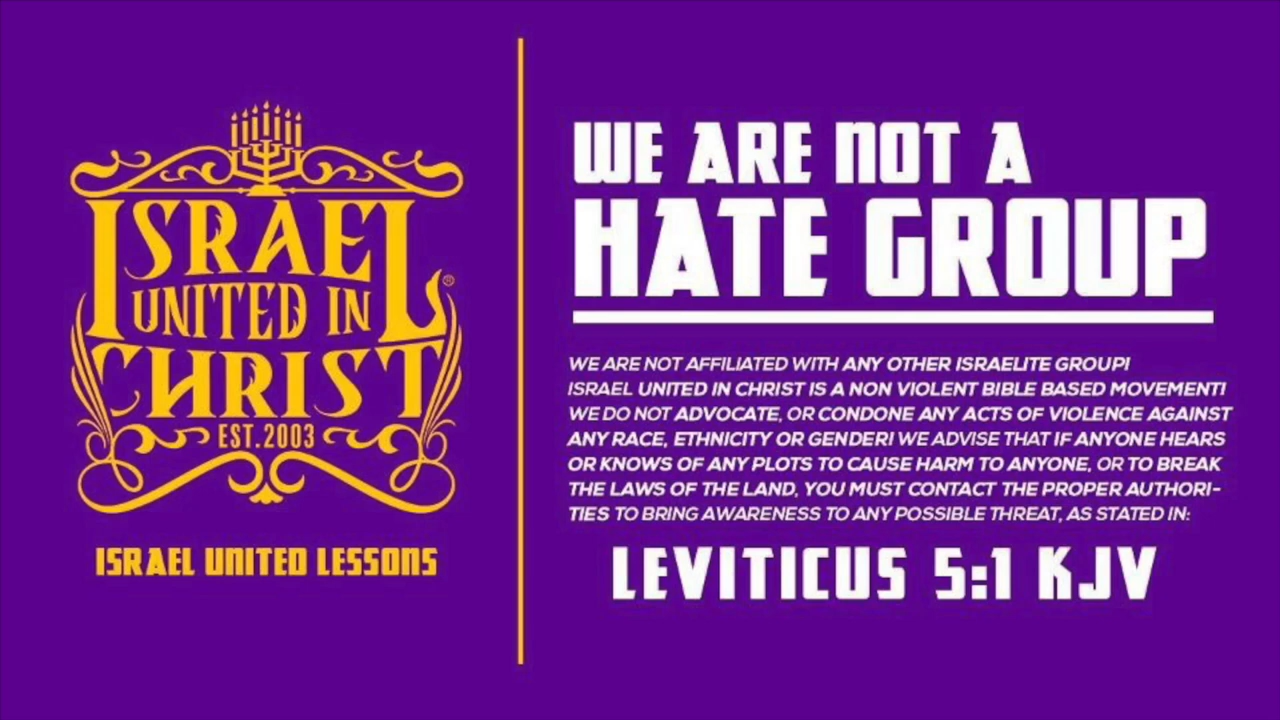 ISRAEL
UNITED IN
CHRIST®
EST.2003
ISRAEL UNITED LESSONS
WE ARE NOT A
HATE GROUP
WE ARE NOT AFFILIATED WITH ANY OTHER ISRAELITE GROUP!
ISRAEL UNITED IN CHRIST IS A NON VIOLENT BIBLE BASED MOVEMENT!
WE DO NOT ADVOCATE, OR CONDONE ANY ACTS OF VIOLENCE AGAINST
ANY RACE, ETHNICITY OR GENDER! WE ADVISE THAT IF ANYONE HEARS
OR KNOWS OF ANY PLOTS TO CAUSE HARM TO ANYONE, OR TO BREAK
THE LAWS OF THE LAND, YOU MUST CONTACT THE PROPER AUTHORI-
TIES TO BRING AWARENESS TO ANY POSSIBLE THREAT, AS STATED IN:
LEVITICUS 5:1 KJV